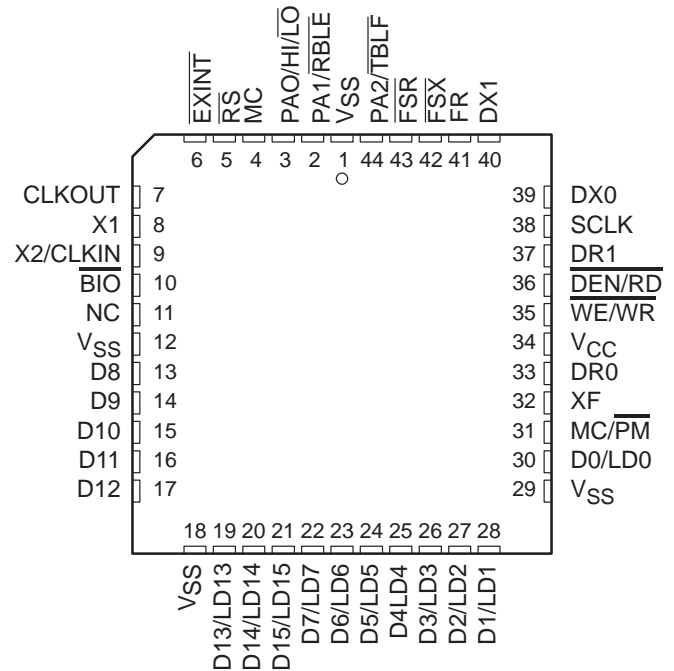 EXINT
RS
MC
PAO/HI/LO
PA1/RBLE
VSS
PA2/TBLF
FSR
FSX
FR
DX1
6 5 4 3 2 1 44 43 42 41 40
CLKOUT 7
X1 8
X2/CLKIN 9
BIO 10
NC 11
VSS 12
D8 13
D9 14
D10 15
D11 16
D12 17
39 DX0
38 SCLK
37 DR1
36 DEN/RD
35 WE/WR
34 VCC
33 DR0
32 XF
31 MC/PM
30 D0/LD0
29 VSS
18 19 20 21 22 23 24 25 26 27 28
VSS
D13/LD13
D14/LD14
D15/LD15
D7/LD7
D6/LD6
D5/LD5
D4LD4
D3/LD3
D2/LD2
D1/LD1